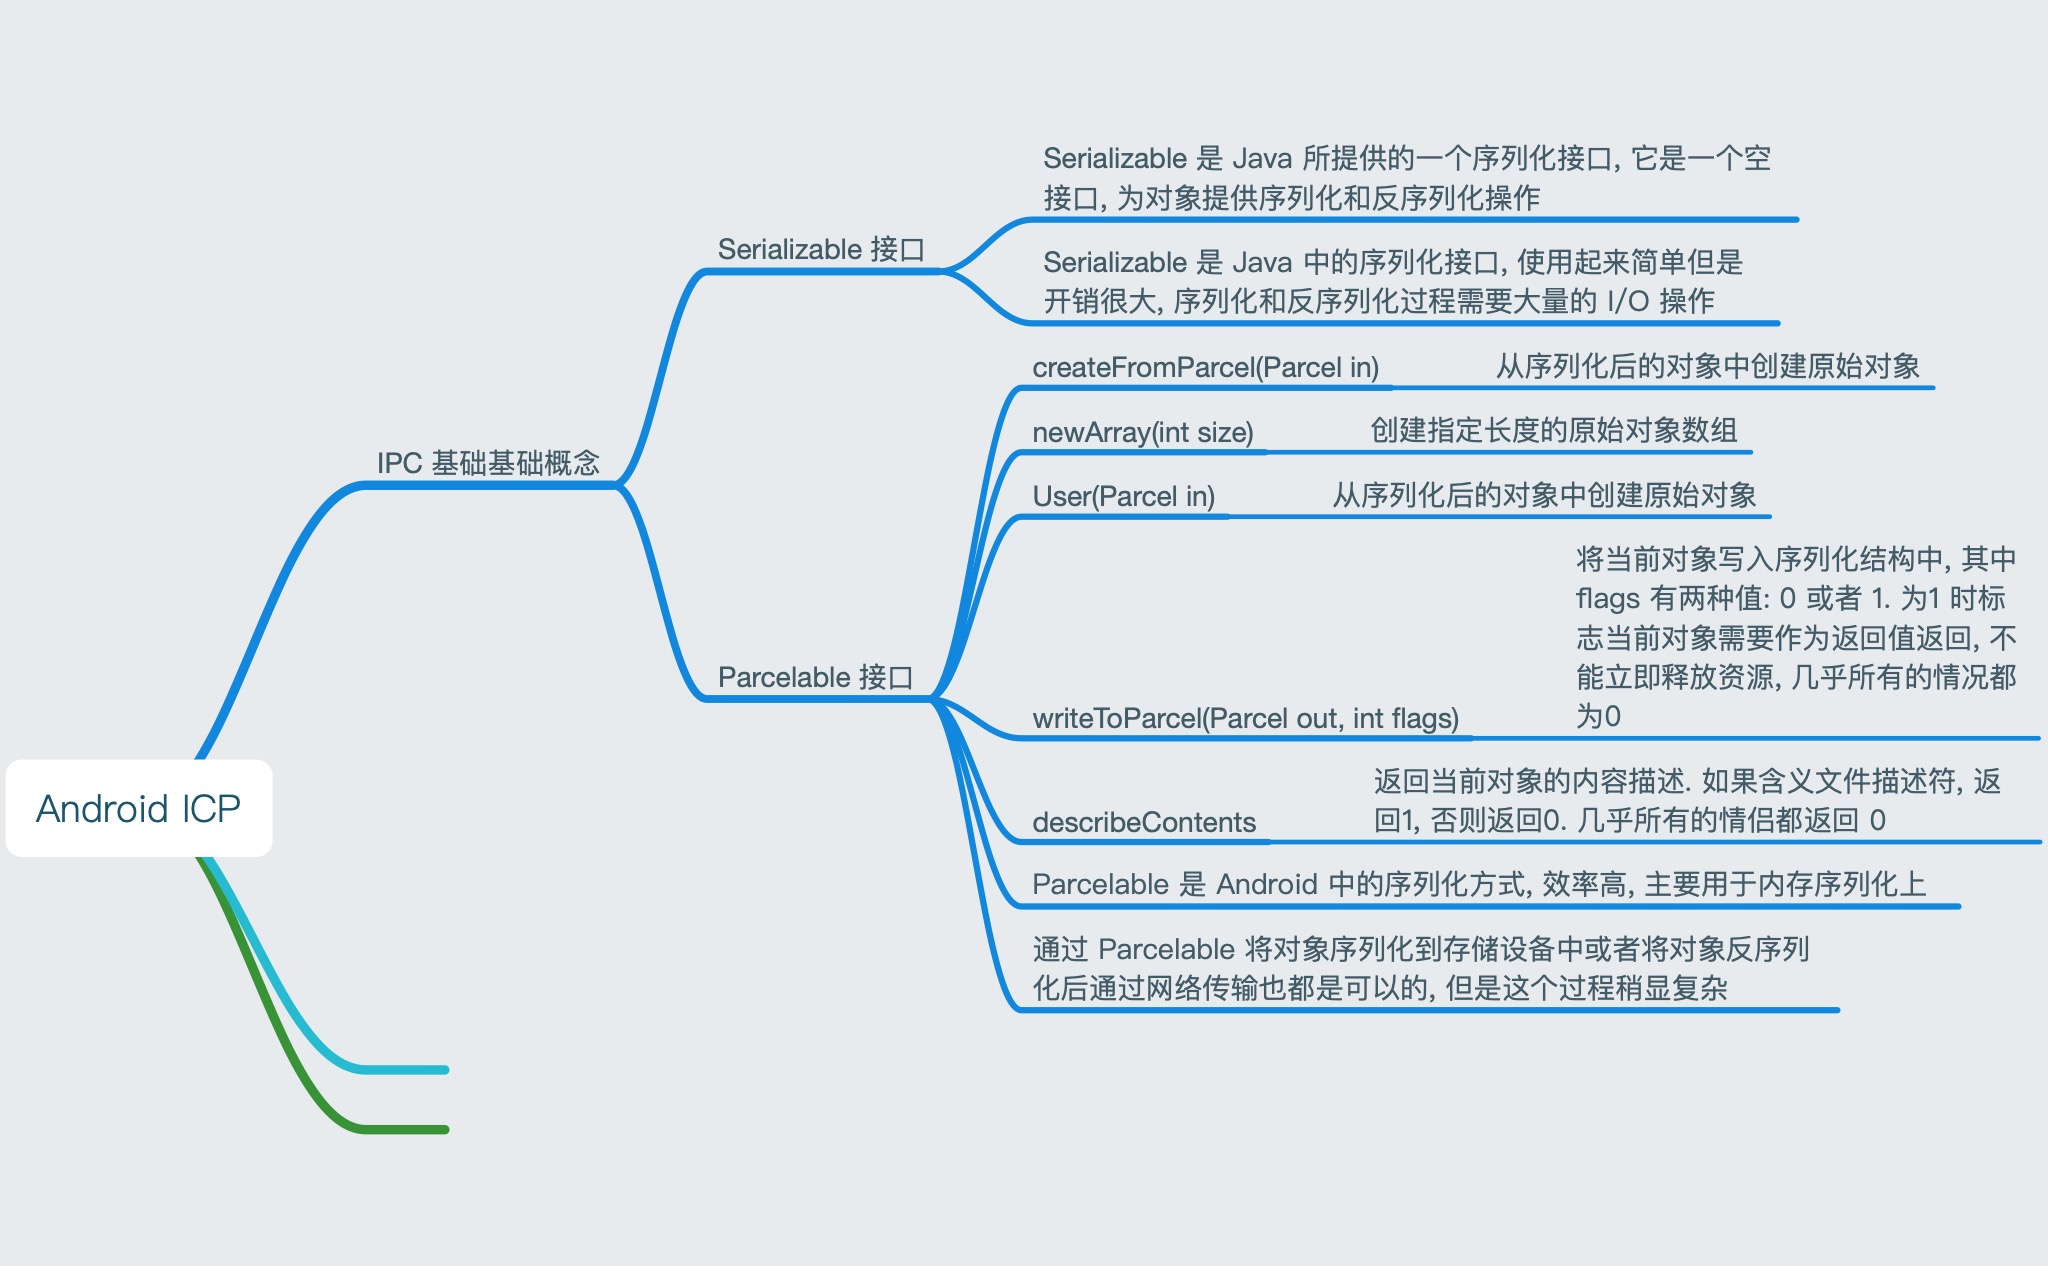 Serializable 是 Java 所提供的一个序列化接口, 它是一个空
接口, 为对象提供序列化和反序列化操作
Serializable 接口
Serializable 是 Java 中的序列化接口, 使用起来简单但是
开销很大, 序列化和反序列化过程需要大量的 I/O 操作
createFromParcel(Parcel in)
从序列化后的对象中创建原始对象
newArray(int size)
创建指定长度的原始对象数组
IPC 基础基础概念
User(Parcel in)
从序列化后的对象中创建原始对象
Parcelable 接口
writeToParcel(Parcel out, int flags)
将当前对象写入序列化结构中, 其中
flags 有两种值: 0 或者 1. 为1 时标
志当前对象需要作为返回值返回, 不
能立即释放资源, 几乎所有的情况都
为0
Android ICP
describeContents
返回当前对象的内容描述. 如果含义文件描述符, 返
回1, 否则返回0. 几乎所有的情侣都返回 0
Parcelable 是 Android 中的序列化方式, 效率高, 主要用于内存序列化上
通过 Parcelable 将对象序列化到存储设备中或者将对象反序列
化后通过网络传输也都是可以的, 但是这个过程稍显复杂